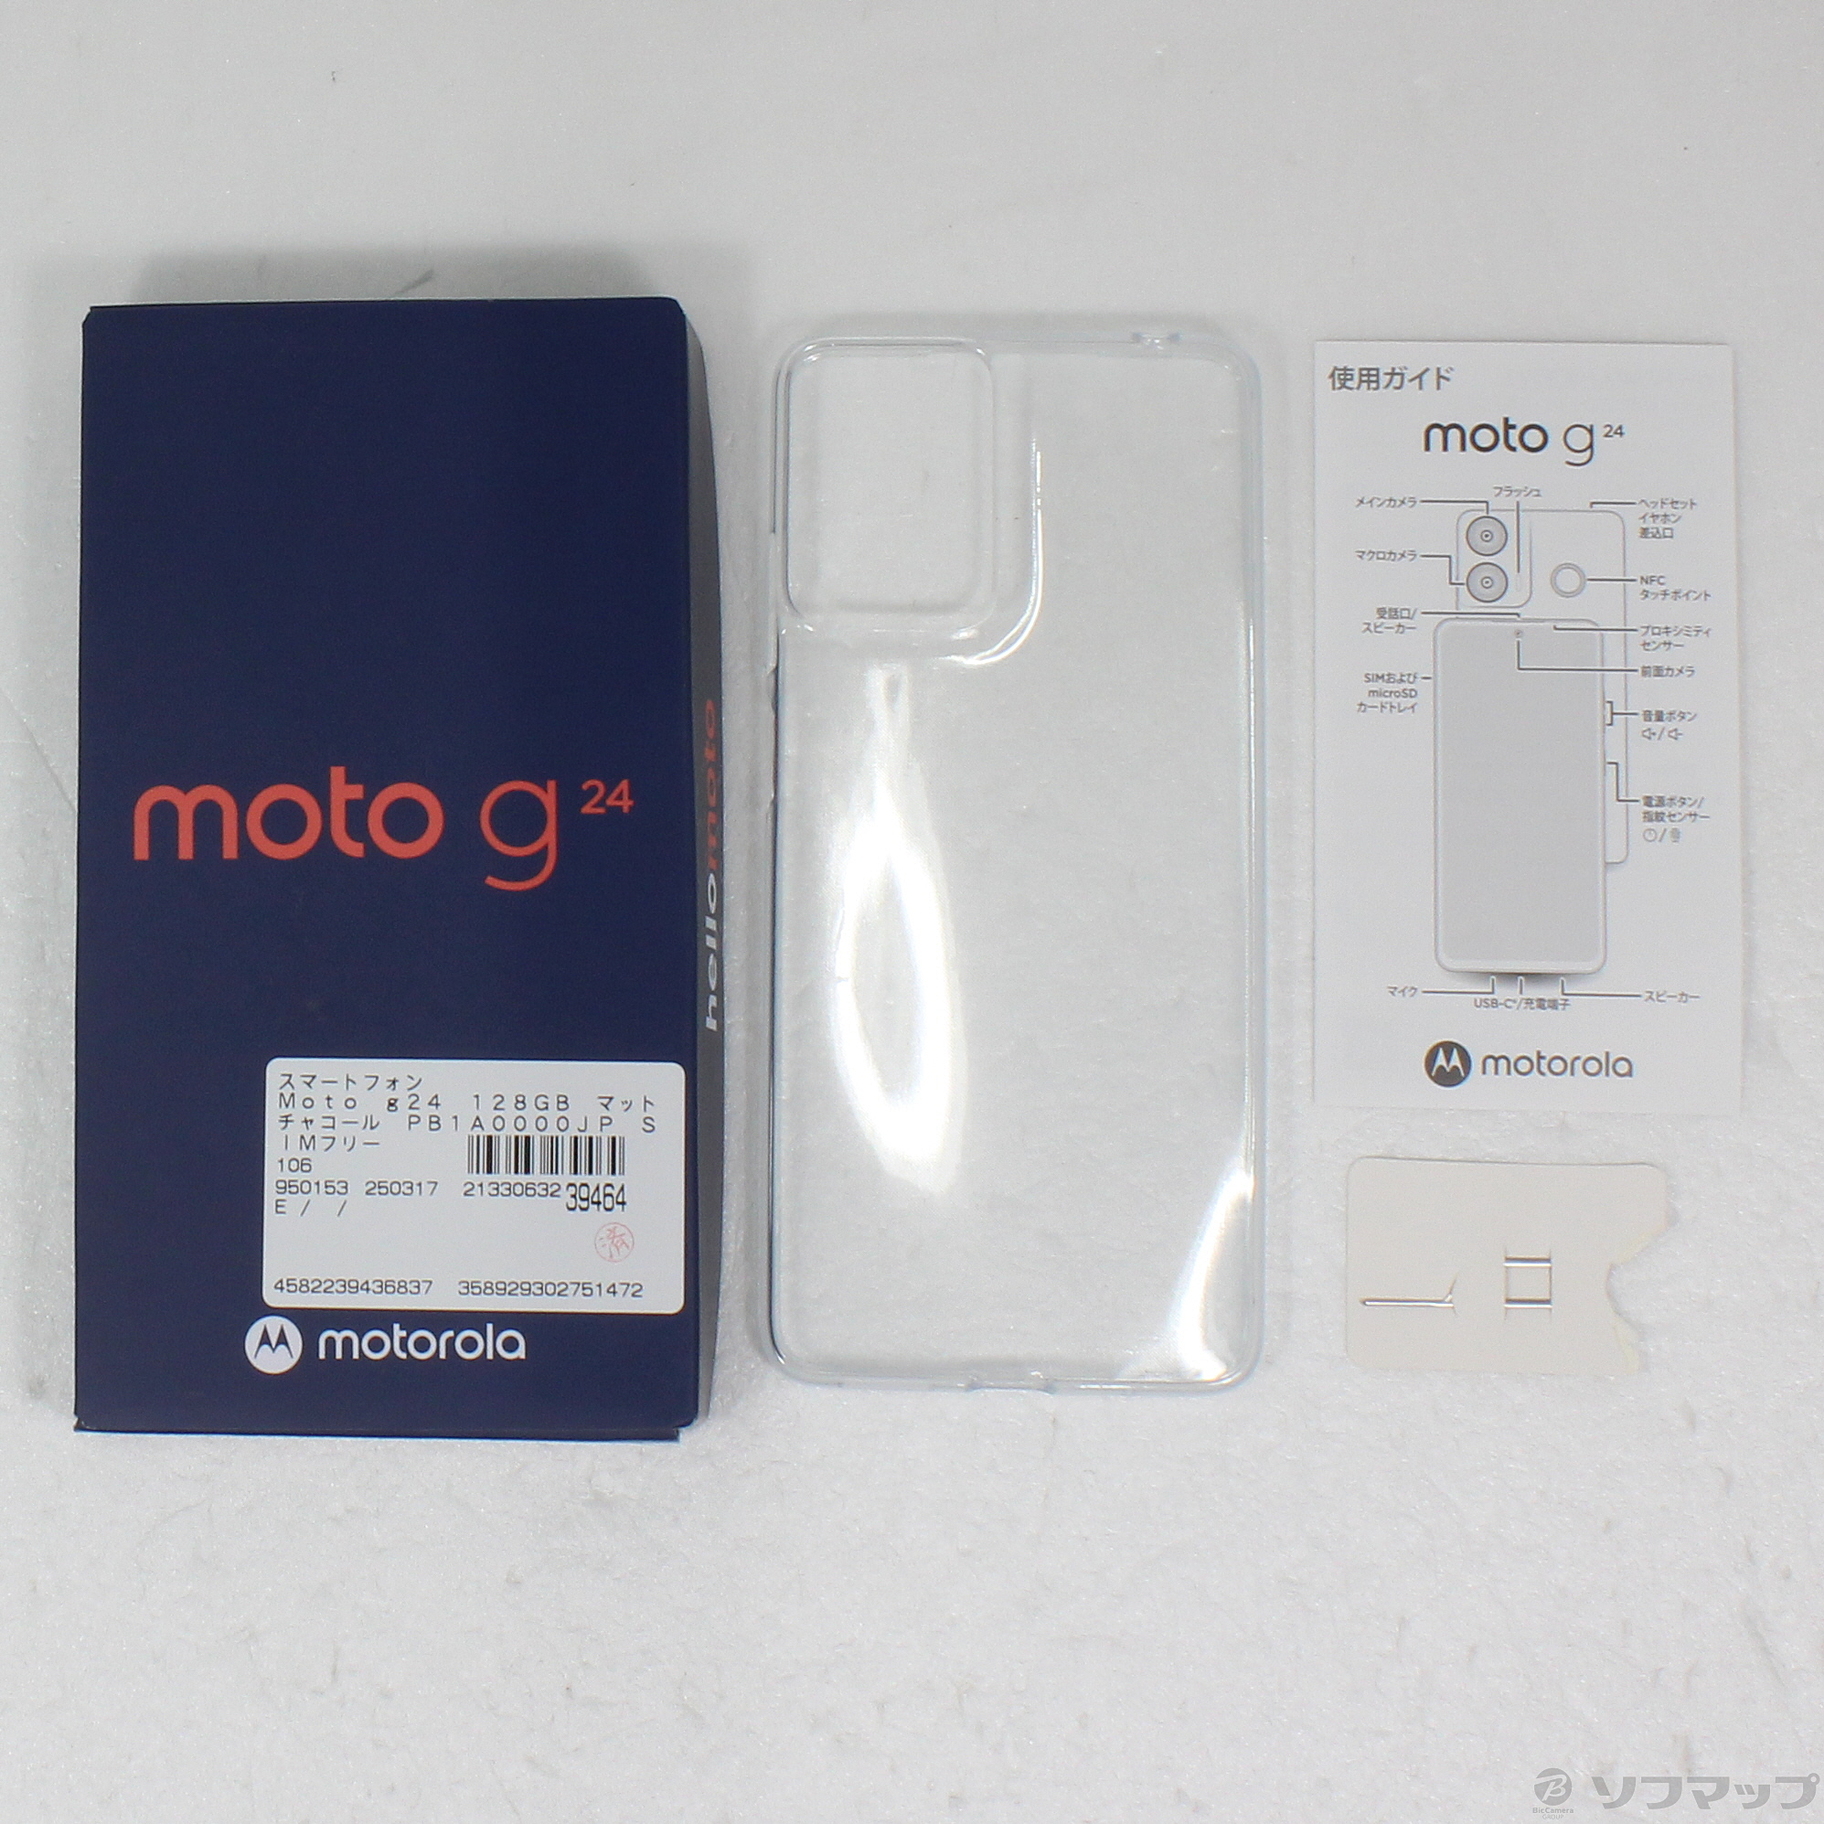 moto g 24
hellomoto
スマートフォン
Moto g24 128GB マット
チャコール PB1A0000JP S
IMフリー
106
950153 250317 21330632 39464
E / /
済
4582239436837 358929302751472
motorola
使用ガイド
moto g 24
フラッシュ
メインカメラ
マクロカメラ
受話口/
スピーカー
SIMおよび
microSD
カードトレイ
ヘッドセット
イヤホン
差込口
NFC
タッチポイント
プロキシミティ
センサー
前面カメラ
音量ボタン
電源ボタン/
指紋センサー
マイク
USB-C®/充電端子
スピーカー
motorola
BicCamera
GROUP
ソフマップ